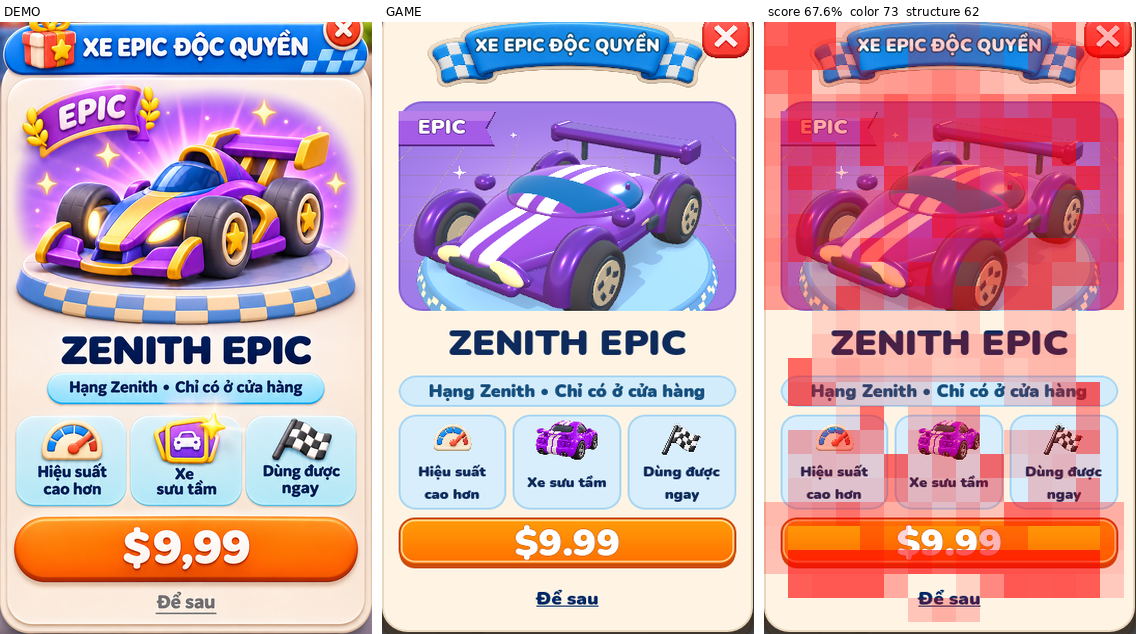 DEMO
XE EPIC ĐỘC QUYỀN
EPIC
ZENITH EPIC
Hạng Zenith • Chỉ có ở cửa hàng
Hiệu suất
cao hơn
Xe
sưu tầm
Dùng được
ngay
$9,99
Để sau
GAME
XE EPIC ĐỘC QUYỀN
EPIC
ZENITH EPIC
Hạng Zenith • Chỉ có ở cửa hàng
Hiệu suất
cao hơn
Xe sưu tầm
Dùng được
ngay
$9.99
Để sau
score 67.6% color 73 structure 62
XE EPIC ĐỘC QUYỀN
EPIC
ZENITH EPIC
Hạng Zenith • Chỉ có ở cửa hàng
Hiệu suất
cao hơn
Xe sưu tầm
Dùng được
ngay
$9.99
Để sau